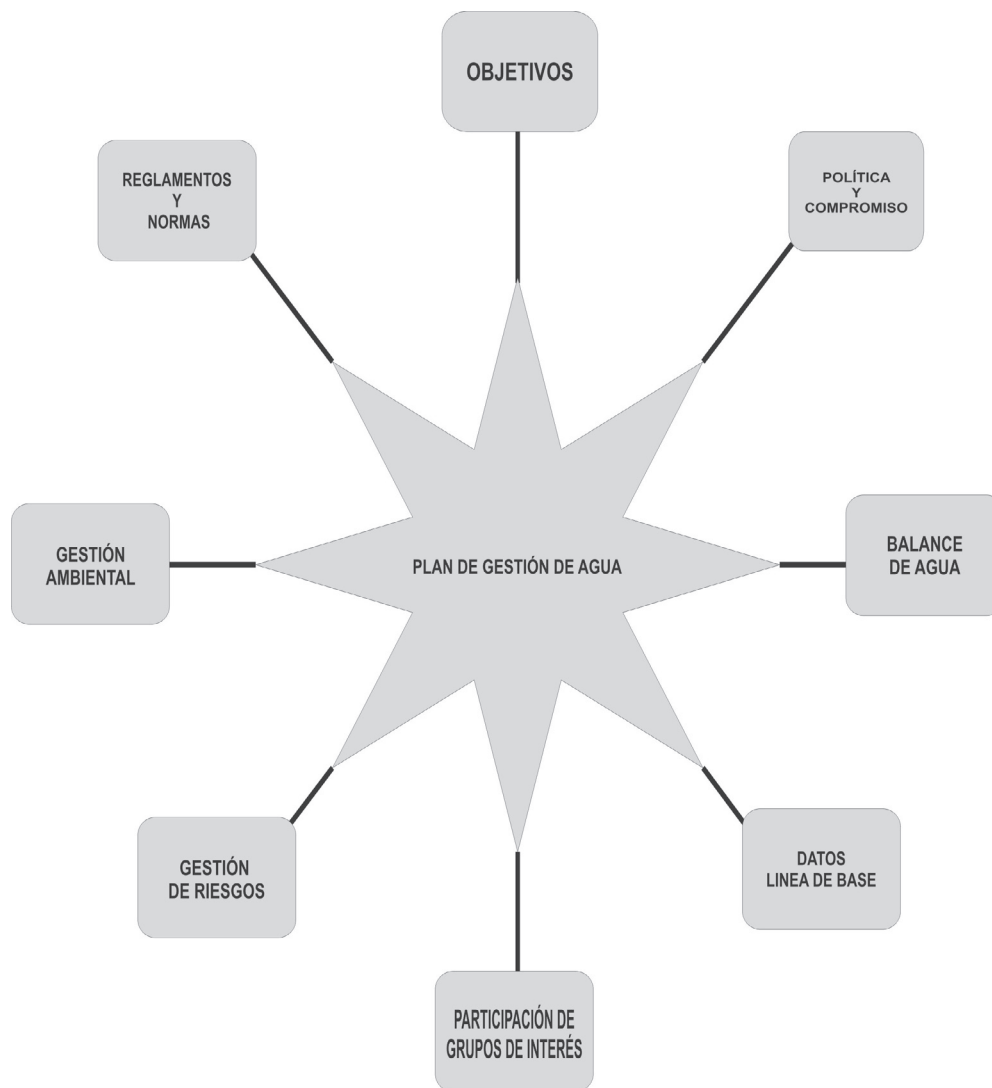 OBJETIVOS
REGLAMENTOS
Y
NORMAS
POLÍTICA
Y
COMPROMISO
GESTIÓN
AMBIENTAL
PLAN DE GESTIÓN DE AGUA
BALANCE
DE AGUA
GESTIÓN
DE RIESGOS
DATOS
LINEA DE BASE
PARTICIPACIÓN DE
GRUPOS DE INTERÉS